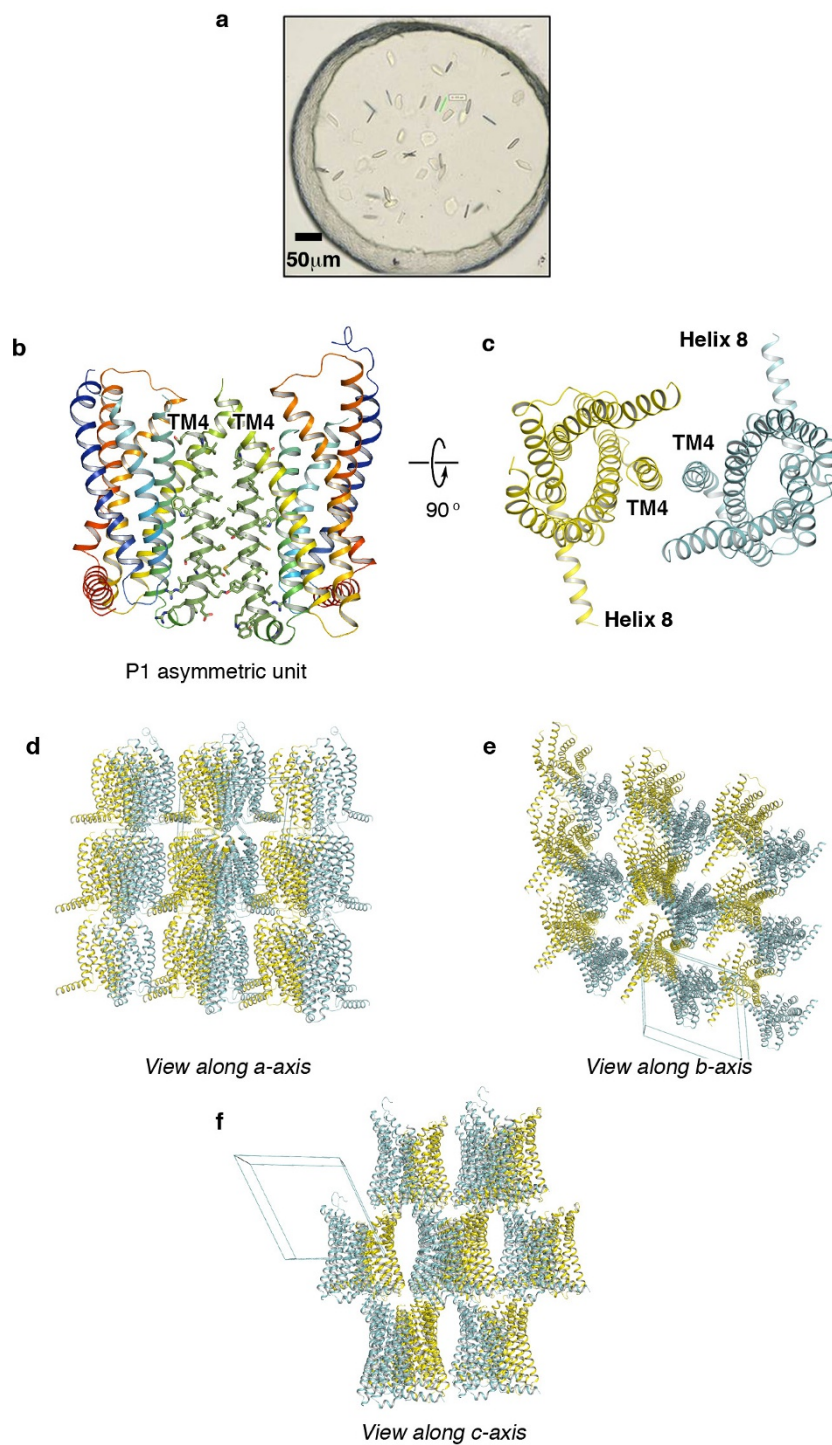 a
50μm
b
TM4 TM4
P1 asymmetric unit
90 o
c
Helix 8
TM4
TM4
Helix 8
d
View along a-axis
e
View along b-axis
f
View along c-axis